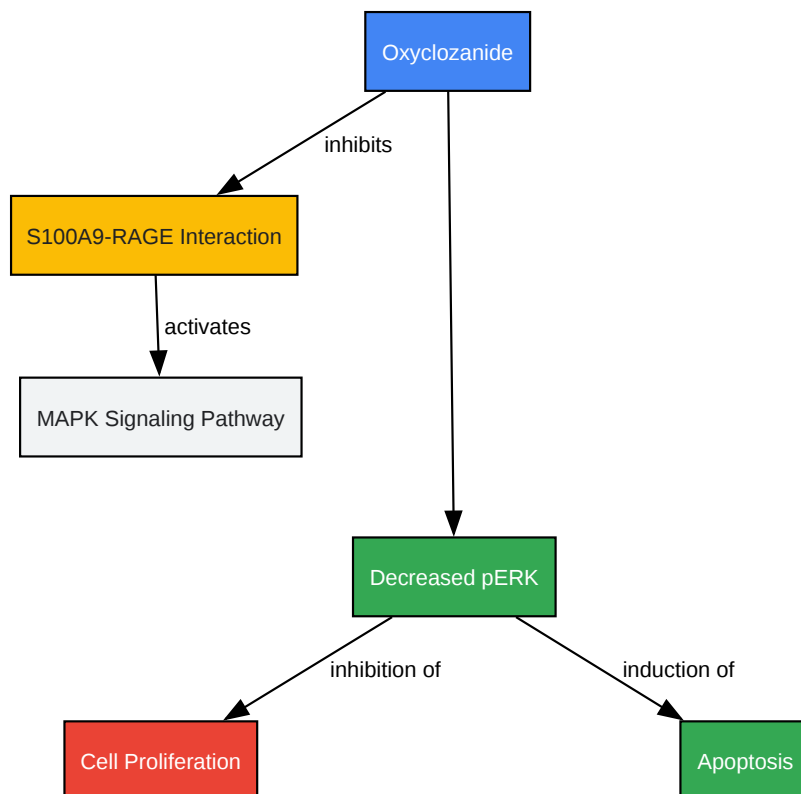 Oxyclozanide
inhibits
S100A9-RAGE Interaction
activates
MAPK Signaling Pathway
Decreased pERK
inhibition of
induction of
Cell Proliferation
Apoptosis